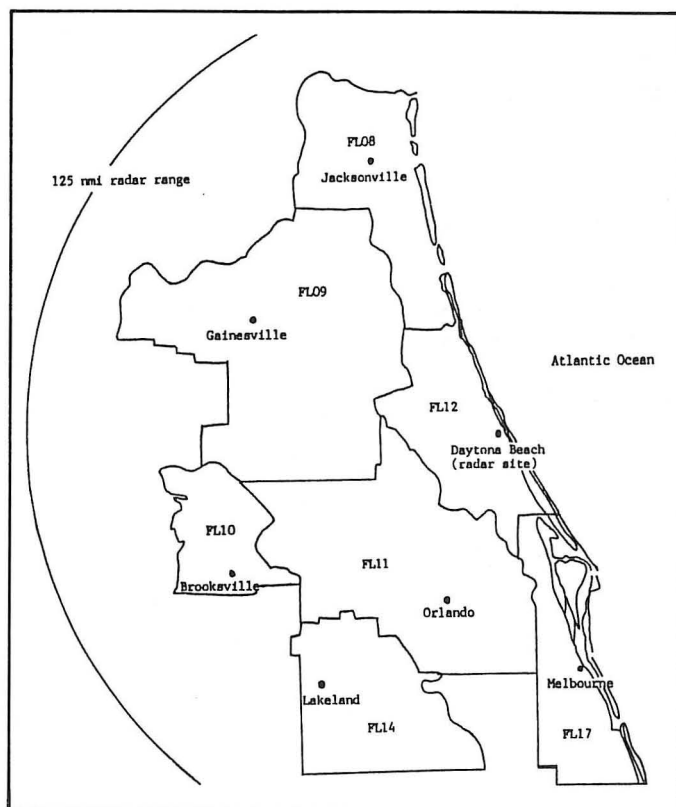 FL08
Jacksonville
125 nmi radar range
FL09
Gainesville
Atlantic Ocean
FL12
Daytona Beach
(radar site)
FL10
Brooksville
FL11
Orlando
Lakeland
FL14
Melbourne
FL17